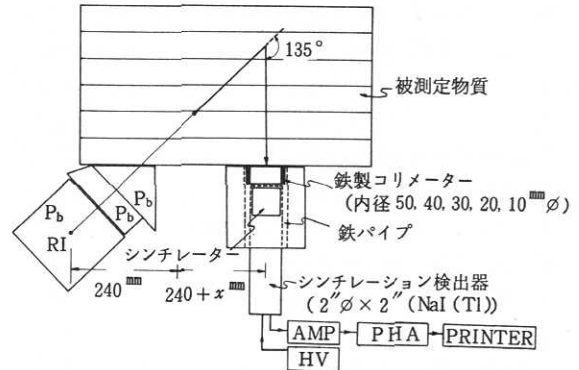 135°
被測定物質
鉄製コリメーター
(内径 50, 40, 30, 20, 10 mm ø)
鉄パイプ
Pb
Pb
Pb
RI
シンチレーター
240 mm
240 + x mm
シンチレーション検出器
(2″ø × 2″ (NaI (Tl))
AMP
PHA
PRINTER
HV